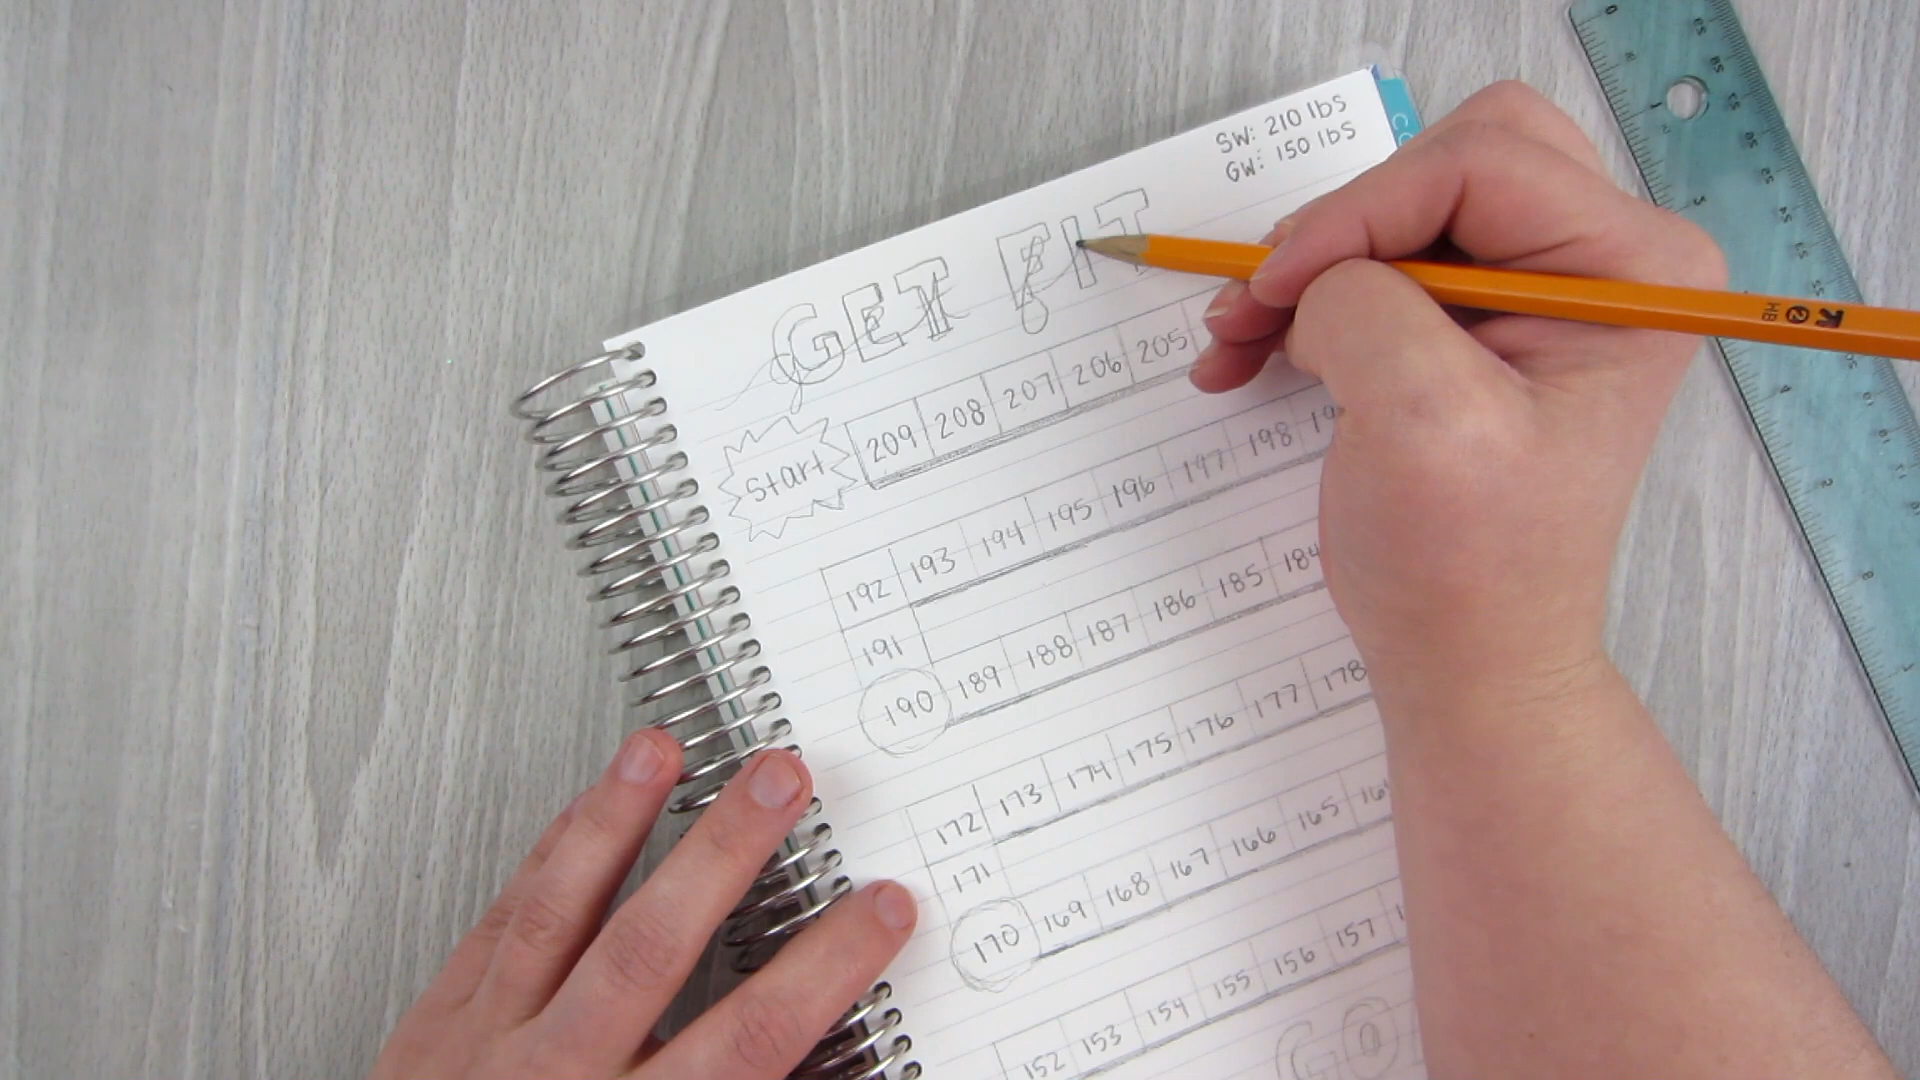 SW: 210 lbs
GW: 150 lbs
GET FIT
Start 209 208 207 206 205
192 193 194 195 196 197 198
191
190 189 188 187 186 185 184
172 173 174 175 176 177 178
171
170 169 168 167 166 165
152 153 154 155 156 157
HB 2